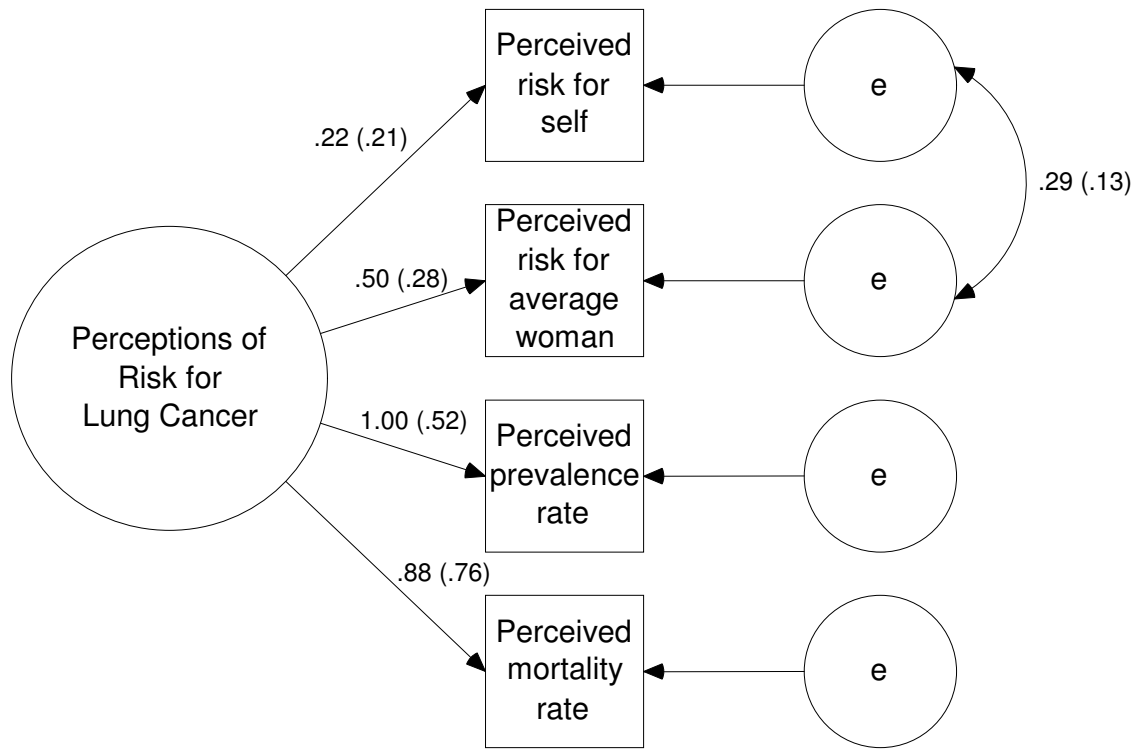 Perceived
risk for
self
e
.22 (.21)
.29 (.13)
Perceived
risk for
average
woman
e
.50 (.28)
Perceptions of
Risk for
Lung Cancer
1.00 (.52)
Perceived
prevalence
rate
e
.88 (.76)
Perceived
mortality
rate
e